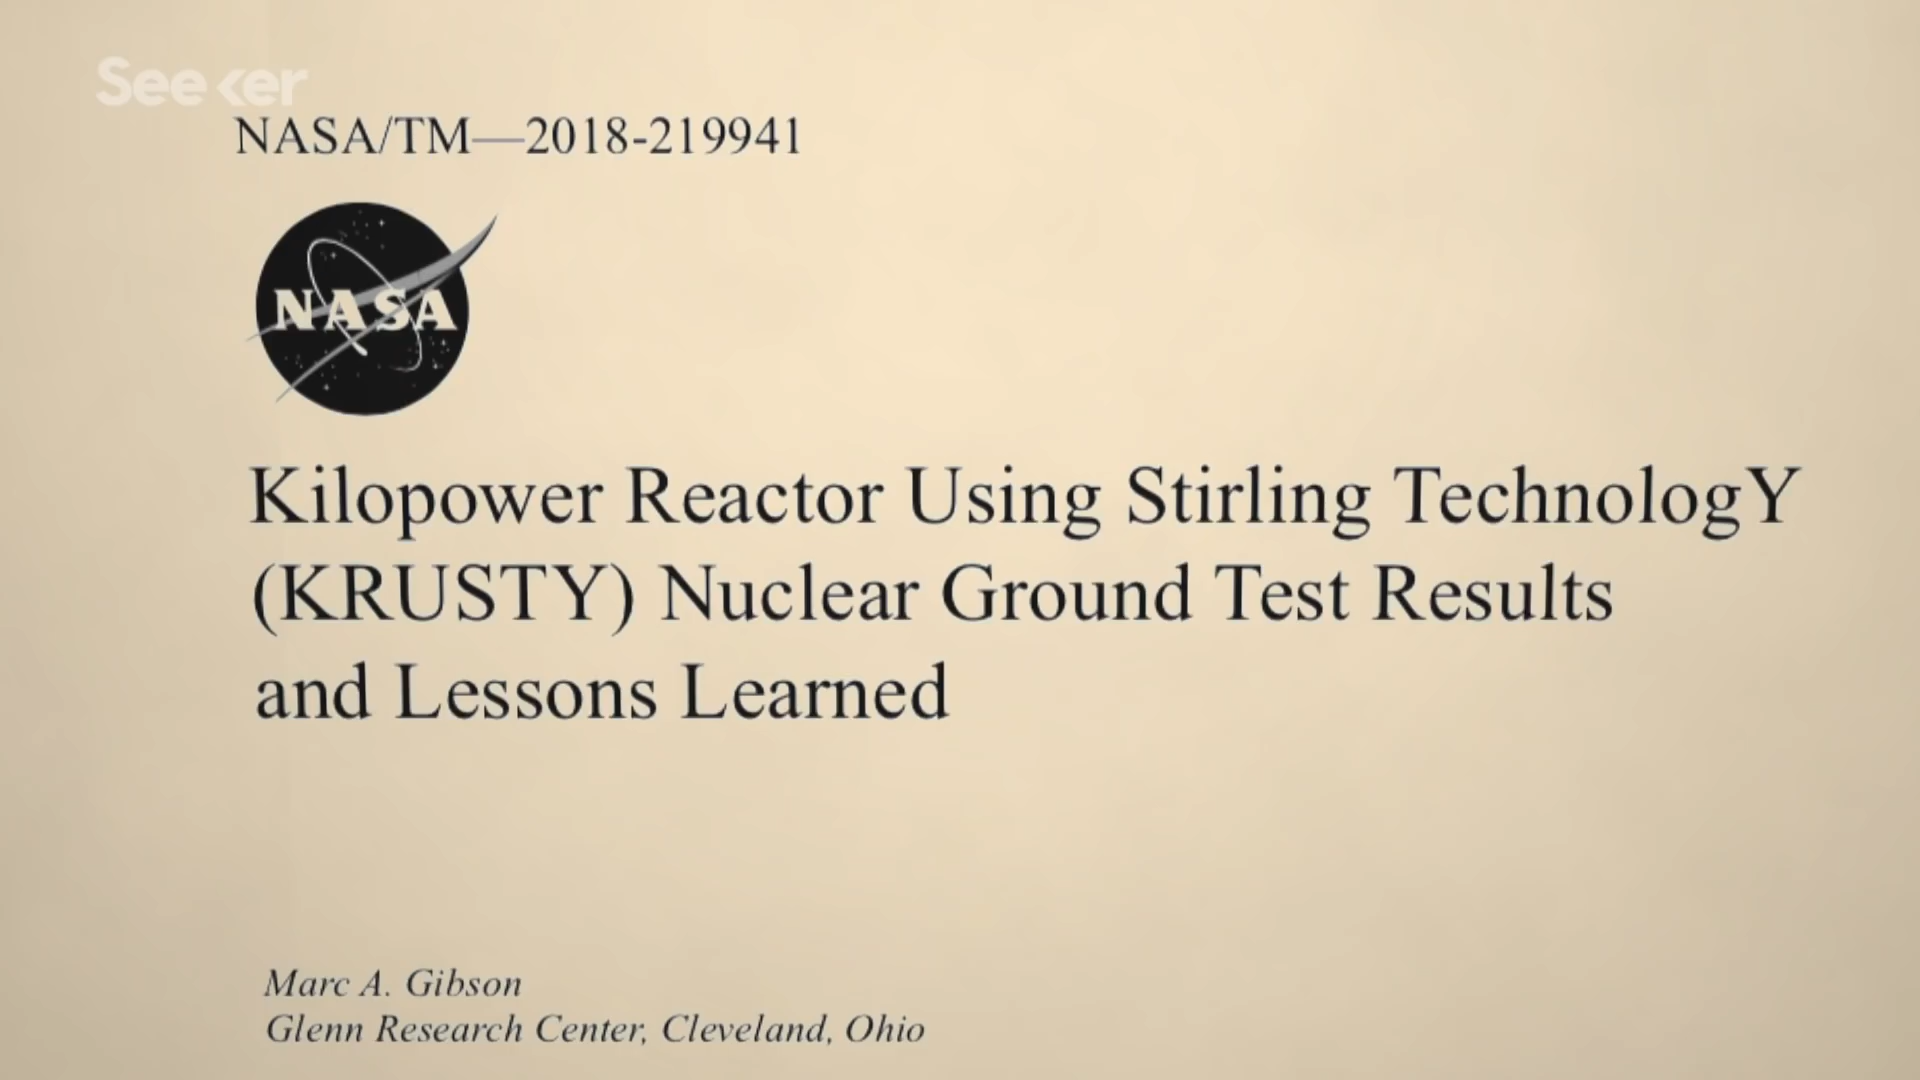 Seeker
NASA/TM—2018-219941
NASA
Kilopower Reactor Using Stirling TechnologY
(KRUSTY) Nuclear Ground Test Results
and Lessons Learned
Marc A. Gibson
Glenn Research Center, Cleveland, Ohio